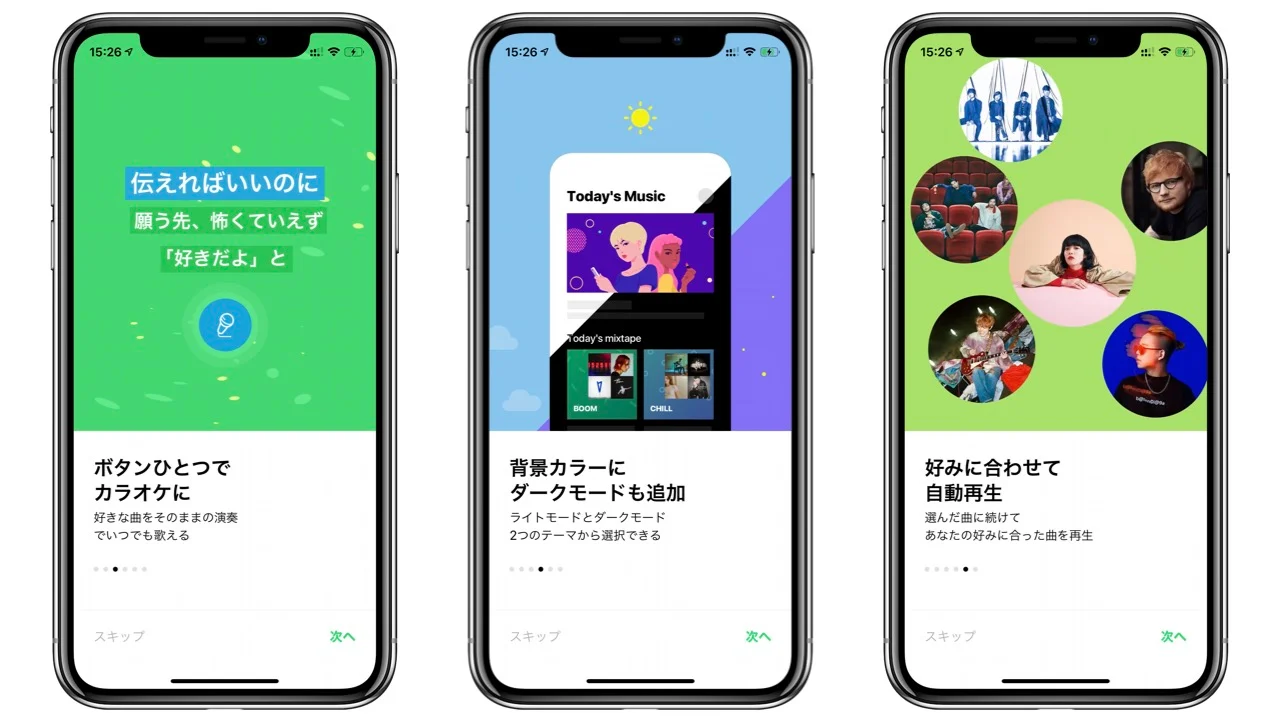 15:26
伝えればいいのに
願う先、怖くていえず
「好きだよ」と
ボタンひとつで
カラオケに
好きな曲をそのままの演奏
でいつでも歌える
スキップ
次へ
15:26
Today's Music
Today's mixtape
BOOM
CHILL
背景カラーに
ダークモードも追加
ライトモードとダークモード
2つのテーマから選択できる
スキップ
次へ
15:26
好みに合わせて
自動再生
選んだ曲に続けて
あなたの好みに合った曲を再生
スキップ
次へ